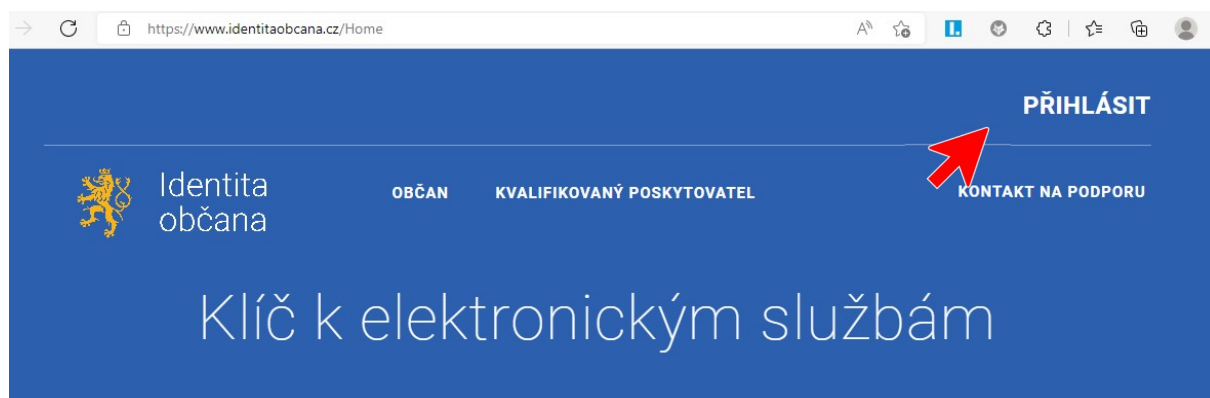 https://www.identitaobcana.cz/Home
PŘIHLÁSIT
Identita
občana
OBČAN
KVALIFIKOVANÝ POSKYTOVATEL
KONTAKT NA PODPORU
Klíč k elektronickým službám